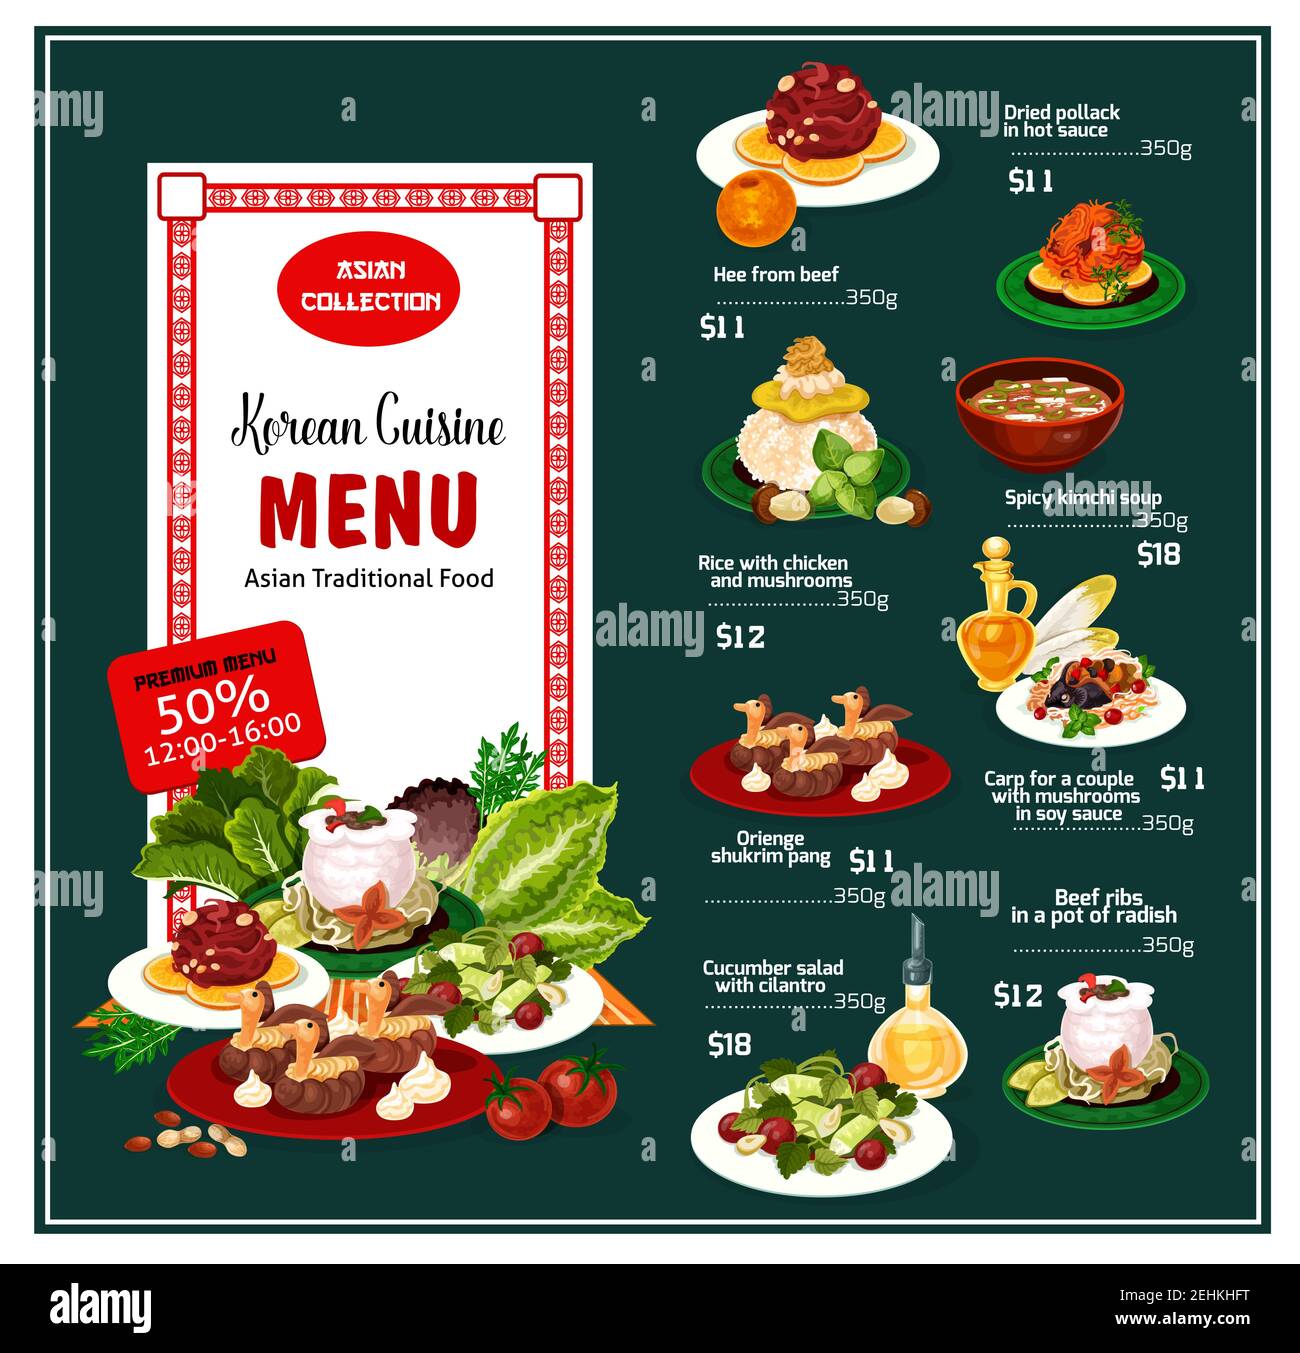 ASIAN
COLLECTION
Korean Cuisine
MENU
Asian Traditional Food
PREMIUM MENU
50%
12:00-16:00
Hee from beef
....................350g
$11
Dried pollack
in hot sauce
....................350g
$11
Rice with chicken
and mushrooms
....................350g
$12
Spicy kimchi soup
....................350g
$18
Orienge
shukrim pang $11
....................350g
Carp for a couple $11
with mushrooms
in soy sauce
....................350g
Cucumber salad
with cilantro
....................350g
$18
Beef ribs
in a pot of radish
....................350g
$12
alamy
a
a
alamy
a
a
a
a
a
alamy
alamy
alamy
a
a
a
a
a
alamy
alamy
alamy
a
a
a
alamy
Image ID: 2EHKHFT
www.alamy.com